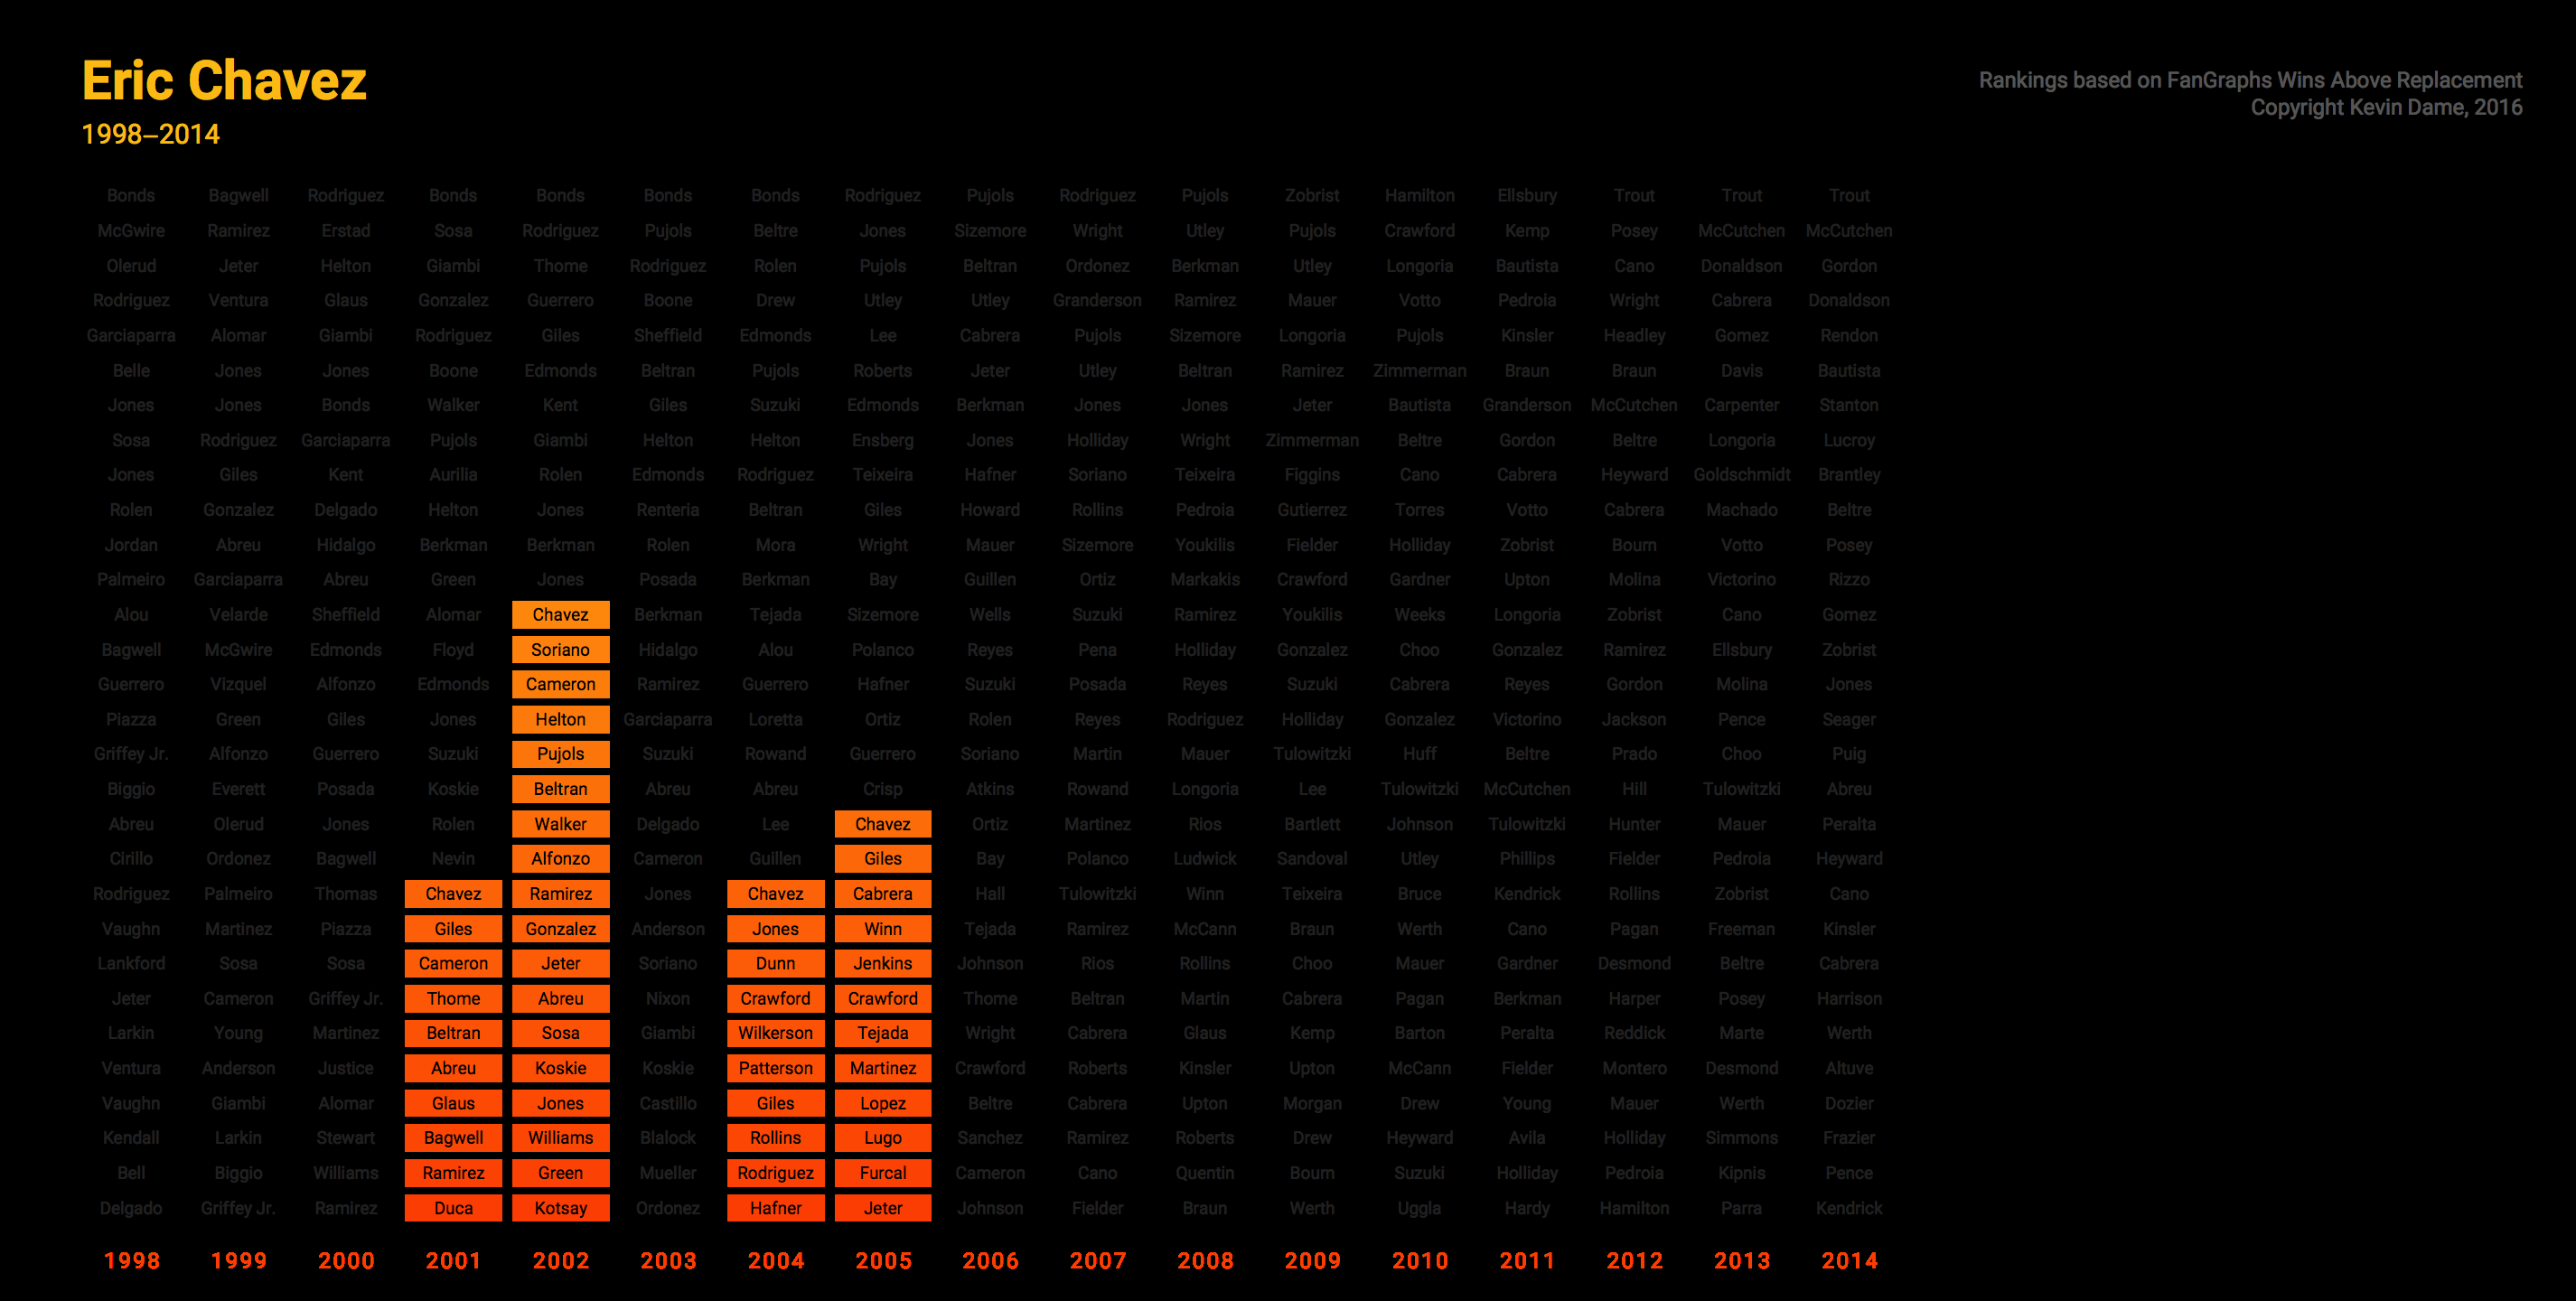 Eric Chavez
1998–2014
Rankings based on FanGraphs Wins Above Replacement
Copyright Kevin Dame, 2016
Bonds Bagwell Rodriguez Bonds Bonds Bonds Bonds Rodriguez Pujols Rodriguez Pujols Zobrist Hamilton Ellsbury Trout Trout Trout
McGwire Ramirez Erstad Sosa Rodriguez Pujols Beltre Jones Sizemore Wright Utley Pujols Crawford Kemp Posey McCutchen McCutchen
Olerud Jeter Helton Giambi Thome Rodriguez Rolen Pujols Beltran Ordonez Berkman Utley Longoria Bautista Cano Donaldson Gordon
Rodriguez Ventura Glaus Gonzalez Guerrero Boone Drew Utley Utley Granderson Ramirez Mauer Votto Pedroia Wright Cabrera Donaldson
Garciaparra Alomar Giambi Rodriguez Giles Sheffield Edmonds Lee Cabrera Pujols Sizemore Longoria Pujols Kinsler Headley Gomez Rendon
Belle Jones Jones Boone Edmonds Beltran Pujols Roberts Jeter Utley Beltran Ramirez Zimmerman Braun Braun Davis Bautista
Jones Jones Bonds Walker Kent Giles Suzuki Edmonds Berkman Jones Jones Jeter Bautista Granderson McCutchen Carpenter Stanton
Sosa Rodriguez Garciaparra Pujols Giambi Helton Helton Ensberg Jones Holliday Wright Zimmerman Beltre Gordon Beltre Longoria Lucroy
Jones Giles Kent Aurilia Rolen Edmonds Rodriguez Teixeira Hafner Soriano Teixeira Figgins Cano Cabrera Heyward Goldschmidt Brantley
Rolen Gonzalez Delgado Helton Jones Renteria Beltran Giles Howard Rollins Pedroia Gutierrez Torres Votto Cabrera Machado Beltre
Jordan Abreu Hidalgo Berkman Berkman Rolen Mora Wright Mauer Sizemore Youkilis Fielder Holliday Zobrist Bourn Votto Posey
Palmeiro Garciaparra Abreu Green Jones Posada Berkman Bay Guillen Ortiz Markakis Crawford Gardner Upton Molina Victorino Rizzo
Alou Velarde Sheffield Alomar Chavez Berkman Tejada Sizemore Wells Suzuki Ramirez Youkilis Weeks Longoria Zobrist Cano Gomez
Bagwell McGwire Edmonds Floyd Soriano Hidalgo Alou Polanco Reyes Pena Holliday Gonzalez Choo Gonzalez Ramirez Ellsbury Zobrist
Guerrero Vizquel Alfonzo Edmonds Cameron Ramirez Guerrero Hafner Suzuki Posada Reyes Suzuki Cabrera Reyes Gordon Molina Jones
Piazza Green Giles Jones Helton Garciaparra Loretta Ortiz Rolen Reyes Rodriguez Holliday Gonzalez Victorino Jackson Pence Seager
Griffey Jr. Alfonzo Guerrero Suzuki Pujols Suzuki Rowand Guerrero Soriano Martin Mauer Tulowitzki Huff Beltre Prado Choo Puig
Biggio Everett Posada Koskie Beltran Abreu Abreu Crisp Atkins Rowand Longoria Lee Tulowitzki McCutchen Hill Tulowitzki Abreu
Abreu Olerud Jones Rolen Walker Delgado Lee Chavez Ortiz Martinez Rios Bartlett Johnson Tulowitzki Hunter Mauer Peralta
Cirillo Ordonez Bagwell Nevin Alfonzo Cameron Guillen Giles Bay Polanco Ludwick Sandoval Utley Phillips Fielder Pedroia Heyward
Rodriguez Palmeiro Thomas Chavez Ramirez Jones Chavez Cabrera Hall Tulowitzki Winn Teixeira Bruce Kendrick Rollins Zobrist Cano
Vaughn Martinez Piazza Giles Gonzalez Anderson Jones Winn Tejada Ramirez McCann Braun Werth Cano Pagan Freeman Kinsler
Lankford Sosa Sosa Cameron Jeter Soriano Dunn Jenkins Johnson Rios Rollins Choo Mauer Gardner Desmond Beltre Cabrera
Jeter Cameron Griffey Jr. Thome Abreu Nixon Crawford Crawford Thome Beltran Martin Cabrera Pagan Berkman Harper Posey Harrison
Larkin Young Martinez Beltran Sosa Giambi Wilkerson Tejada Wright Cabrera Glaus Kemp Barton Peralta Reddick Marte Werth
Ventura Anderson Justice Abreu Koskie Koskie Patterson Martinez Crawford Roberts Kinsler Upton McCann Fielder Montero Desmond Altuve
Vaughn Giambi Alomar Glaus Jones Castillo Giles Lopez Beltre Cabrera Upton Morgan Drew Young Mauer Werth Dozier
Kendall Larkin Stewart Bagwell Williams Blalock Rollins Lugo Sanchez Ramirez Roberts Drew Heyward Avila Holliday Simmons Frazier
Bell Biggio Williams Ramirez Green Mueller Rodriguez Furcal Cameron Cano Quentin Bourn Suzuki Holliday Pedroia Kipnis Pence
Delgado Griffey Jr. Ramirez Duca Kotsay Ordonez Hafner Jeter Johnson Fielder Braun Werth Uggla Hardy Hamilton Parra Kendrick
1998 1999 2000 2001 2002 2003 2004 2005 2006 2007 2008 2009 2010 2011 2012 2013 2014